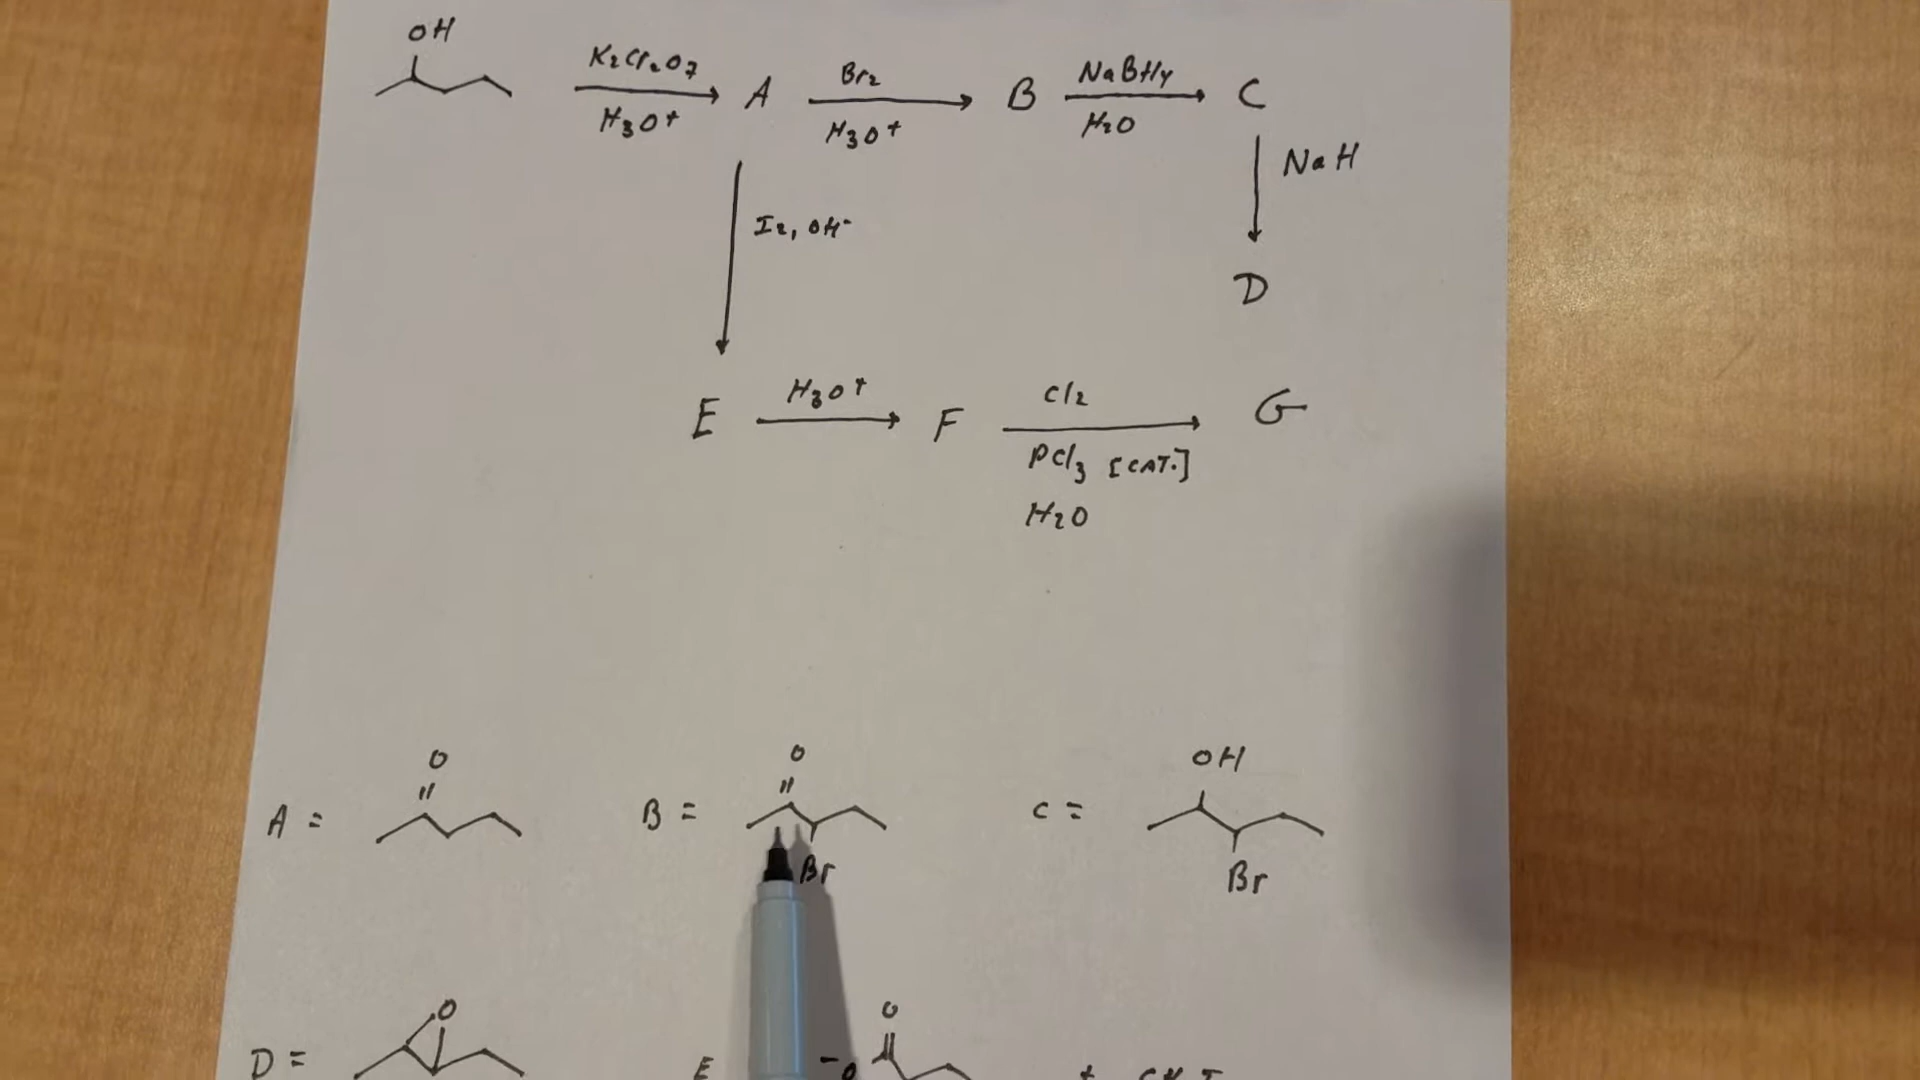 OH
K2Cr2O7
H3O+
A
Br2
H3O+
B
NaBH4
H2O
C
NaH
D
I2, OH-
E
H3O+
F
Cl2
PCl3 [CAT.]
H2O
G
A =
O
B =
O
Br
C =
OH
Br
D =
O
E
O
-O
+